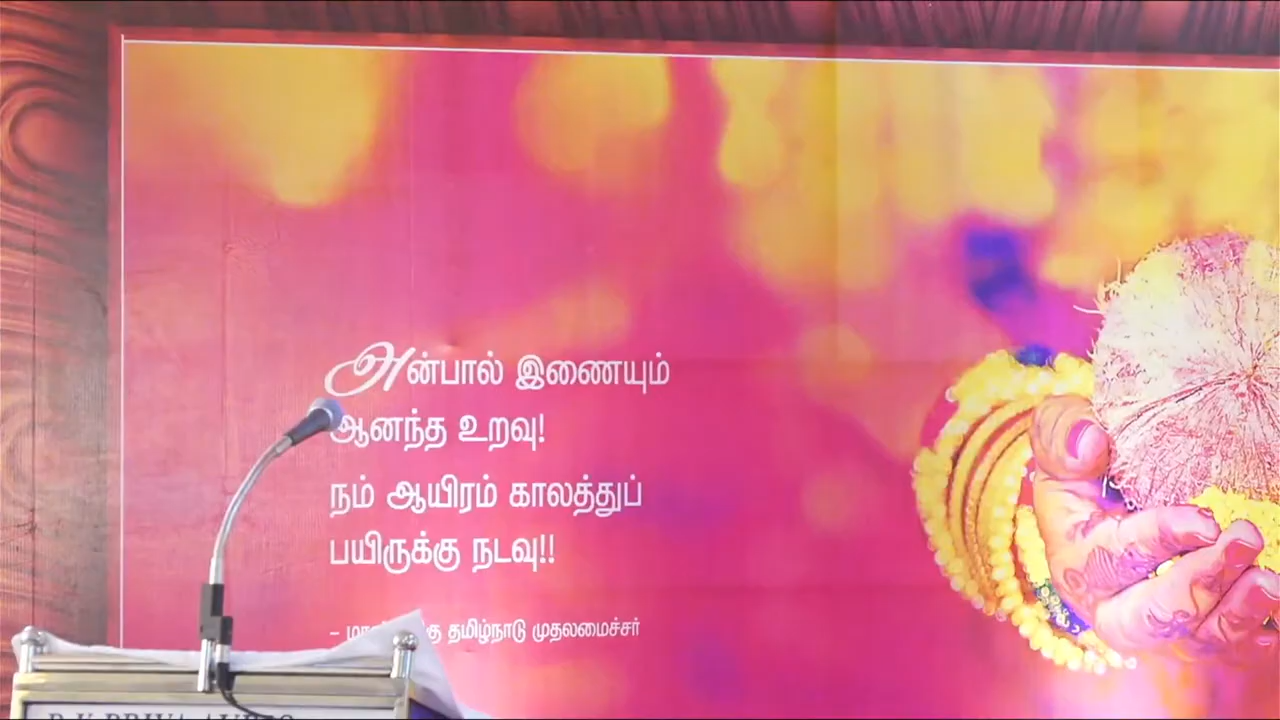 அன்பால் இணையும்
ஆனந்த உறவு!
நம் ஆயிரம் காலத்துப்
பயிருக்கு நடவு!!
– தமிழ்நாடு முதலமைச்சர்